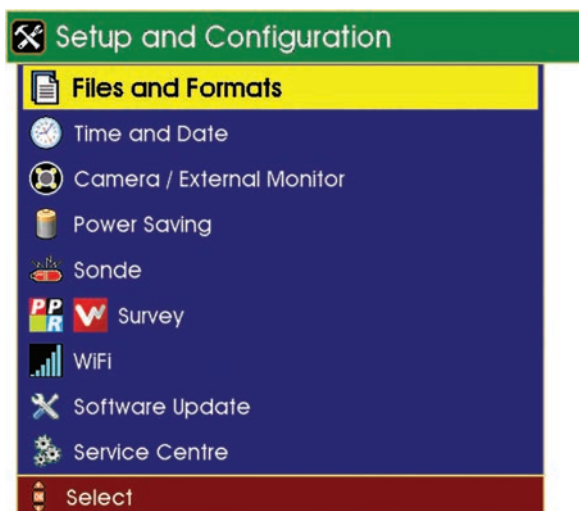 Setup and Configuration
Files and Formats
Time and Date
Camera / External Monitor
Power Saving
Sonde
PPR Survey
WiFi
Software Update
Service Centre
Select